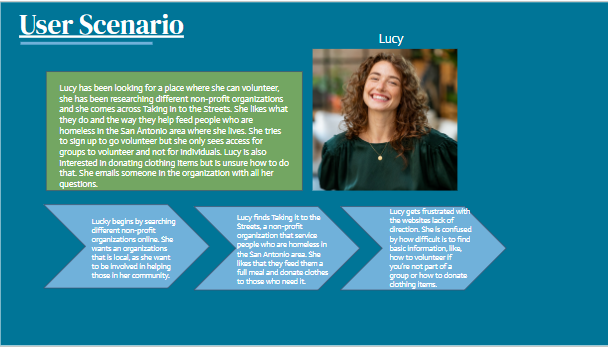 User Scenario
Lucy
Lucy has been looking for a place where she can volunteer,
she has been researching different non-profit organizations
and she comes across Taking in to the Streets. She likes what
they do and the way they help feed people who are
homeless in the San Antonio area where she lives. She tries
to sign up to go volunteer but she only sees access for
groups to volunteer and not for individuals. Lucy is also
interested in donating clothing items but is unsure how to do
that. She emails someone in the organization with all her
questions.
Lucky begins by searching
different non-profit
organizations online. She
wants an organizations
that is local, as she want
to be involved in helping
those in her community.
Lucy finds Taking it to the
Streets, a non-profit
organization that service
people who are homeless in
the San Antonio area. She
likes that they feed them a
full meal and donate clothes
to those who need it.
Lucy gets frustrated with
the websites lack of
direction. She is confused
by how difficult is to find
basic information, like,
how to volunteer if
you're not part of a
group or how to donate
clothing items.